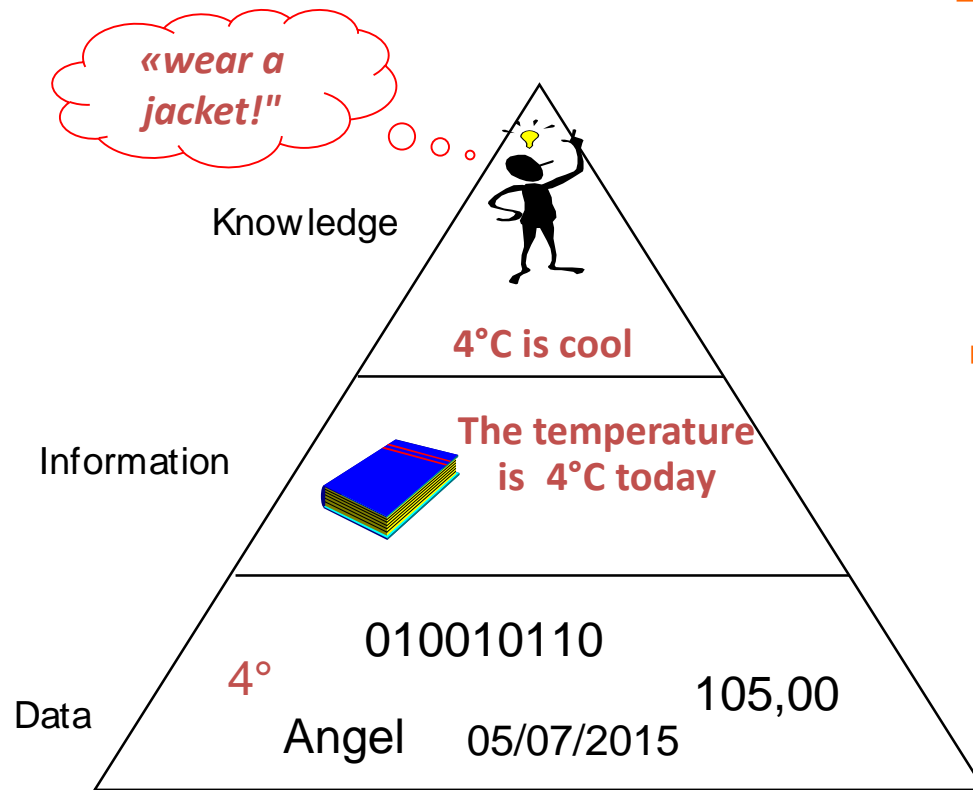 «wear a
jacket!"
Knowledge
4°C is cool
Information
The temperature
is 4°C today
Data
010010110
4°
105,00
Angel
05/07/2015